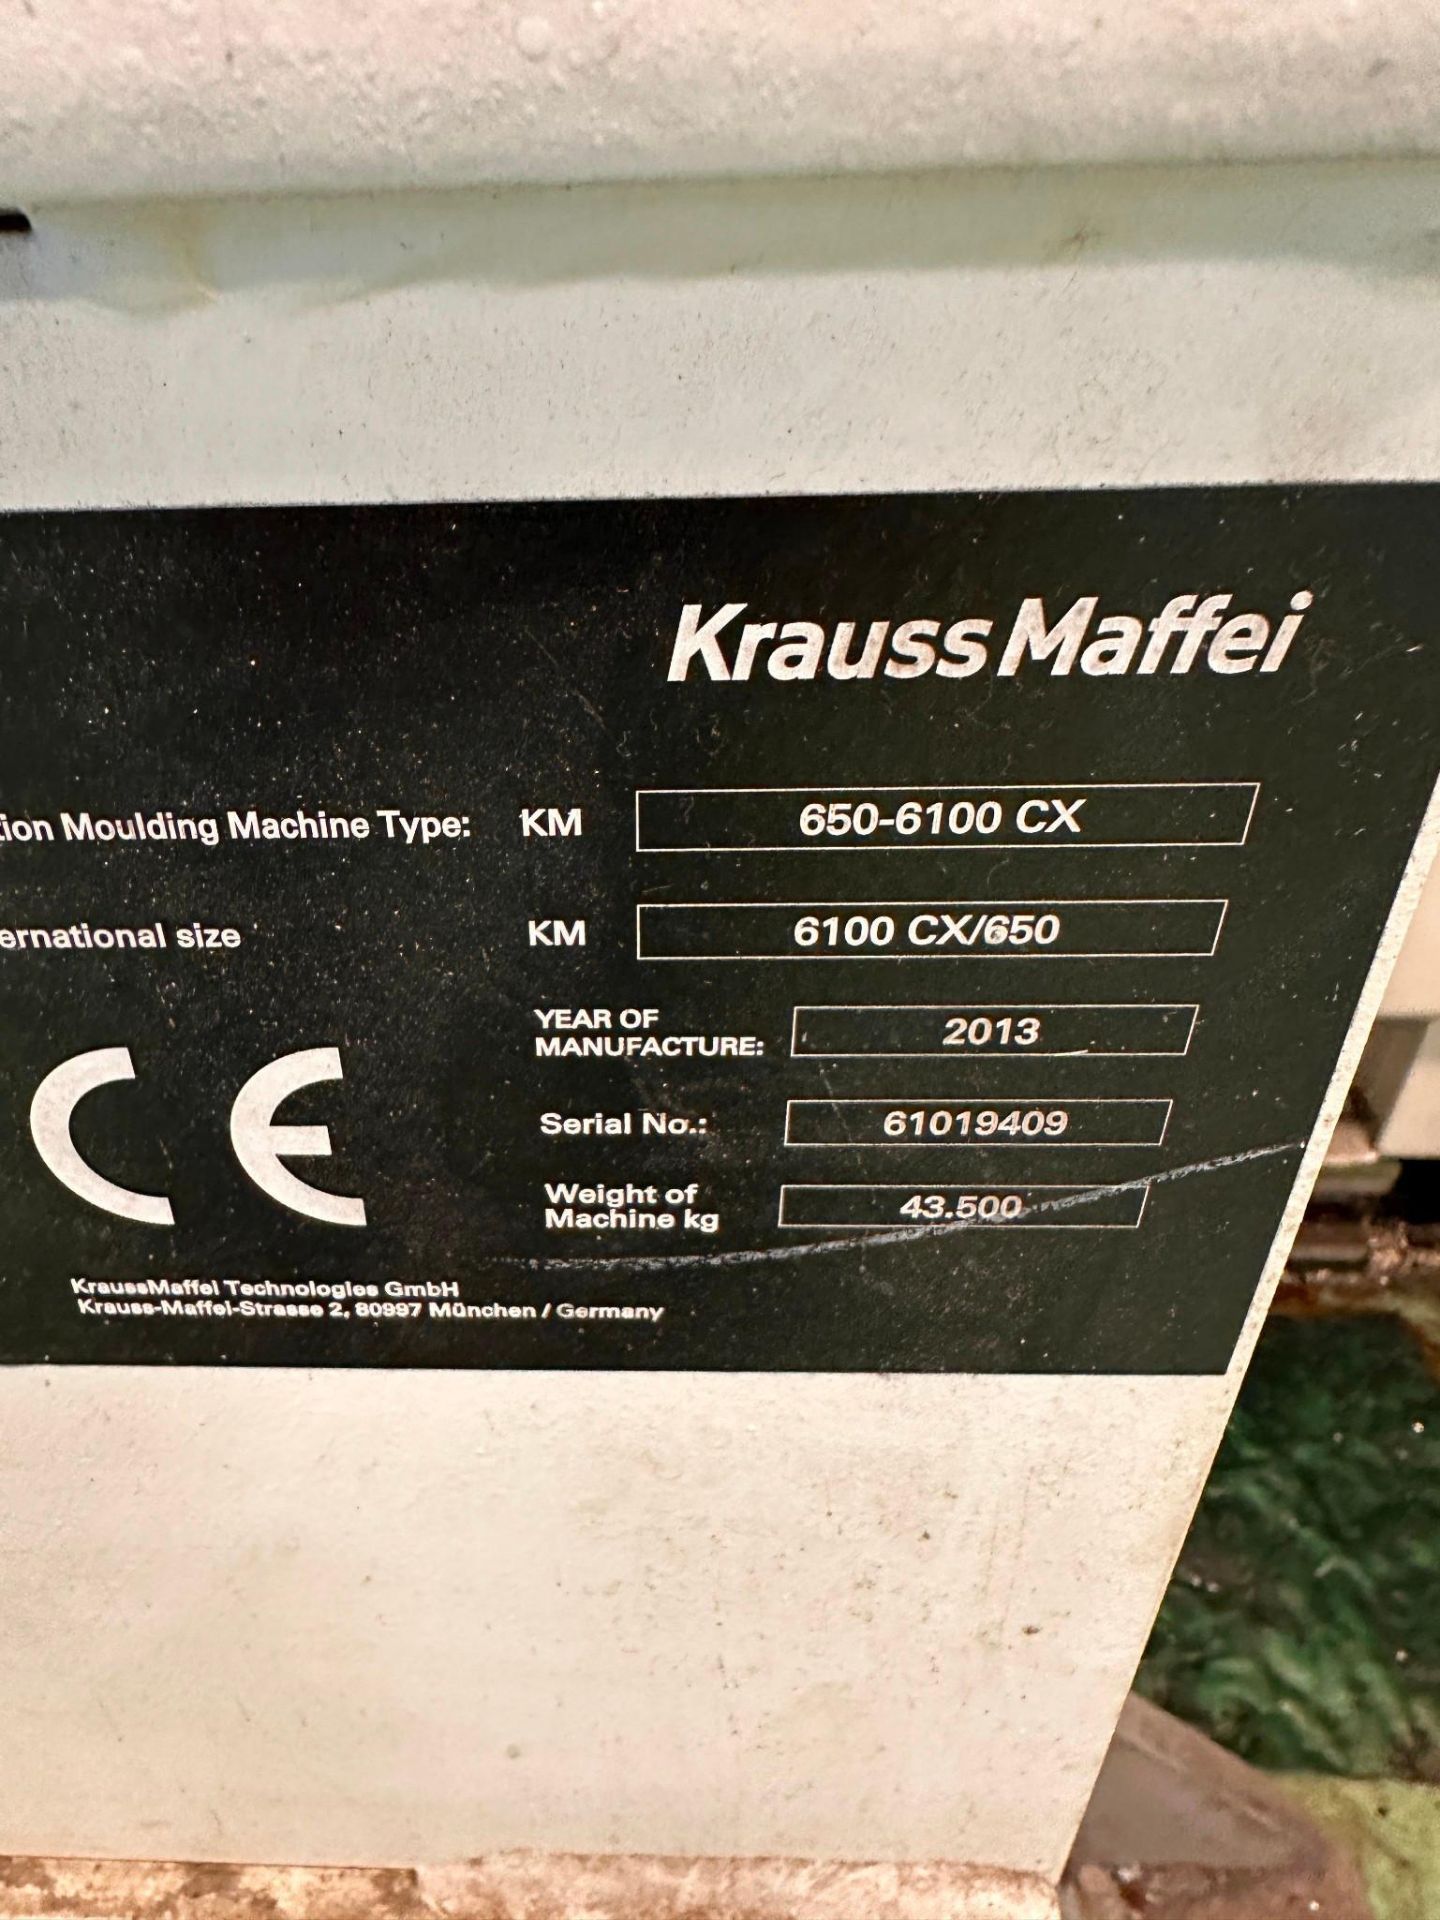 KraussMaffei
tion Moulding Machine Type: KM 650-6100 CX
ernational size KM 6100 CX/650
YEAR OF
MANUFACTURE: 2013
Serial No.: 61019409
Weight of
Machine kg 43.500
CE
KraussMaffei Technologies GmbH
Krauss-Maffei-Strasse 2, 80997 München / Germany